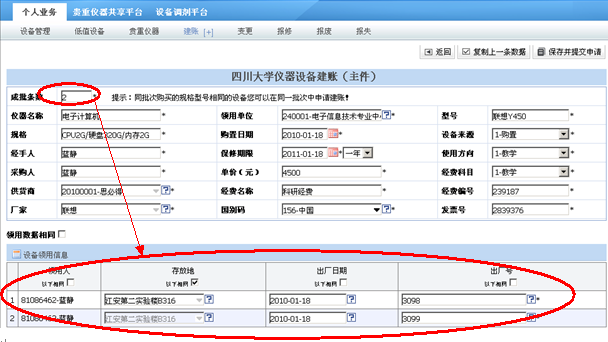 个人业务 贵重仪器共享平台 设备调剂平台
设备管理 低值设备 贵重仪器 建账 [+] 变更 报修 报废 报失
返回 复制上一条数据 保存并提交申请
四川大学仪器设备建账（主件）
成批条数 2 * 提示：同批次购买的规格型号相同的设备您可以在同一批次中申请建账！
仪器名称 电子计算机 领用单位 240001-电子信息技术专业中 ?* 型号 联想Y450 *
规格 CPU2G/硬盘320G/内存2G 购置日期 2010-01-18 * 设备来源 1-购置 *
经手人 蓝静 * 保修期限 2011-01-18 一年 * 使用方向 1-教学 *
采购人 蓝静 * 单价（元） 4500 * 经费科目 1-教学 *
供货商 20100001-思必得 ?* 经费名称 科研经费 * 经费编号 239187 *
厂家 联想 ?* 国别码 156-中国 ?* 发票号 2839376 *
领用数据相同
设备领用信息
领用人 存放地 出厂日期 出厂号
以下相同 以下相同 以下相同 以下相同
1 81086462-蓝静 江安第二实验楼B316 ? 2010-01-18 ? 3098 ?*
2 81086462-蓝静 江安第二实验楼B316 ? 2010-01-18 ? 3099 ?